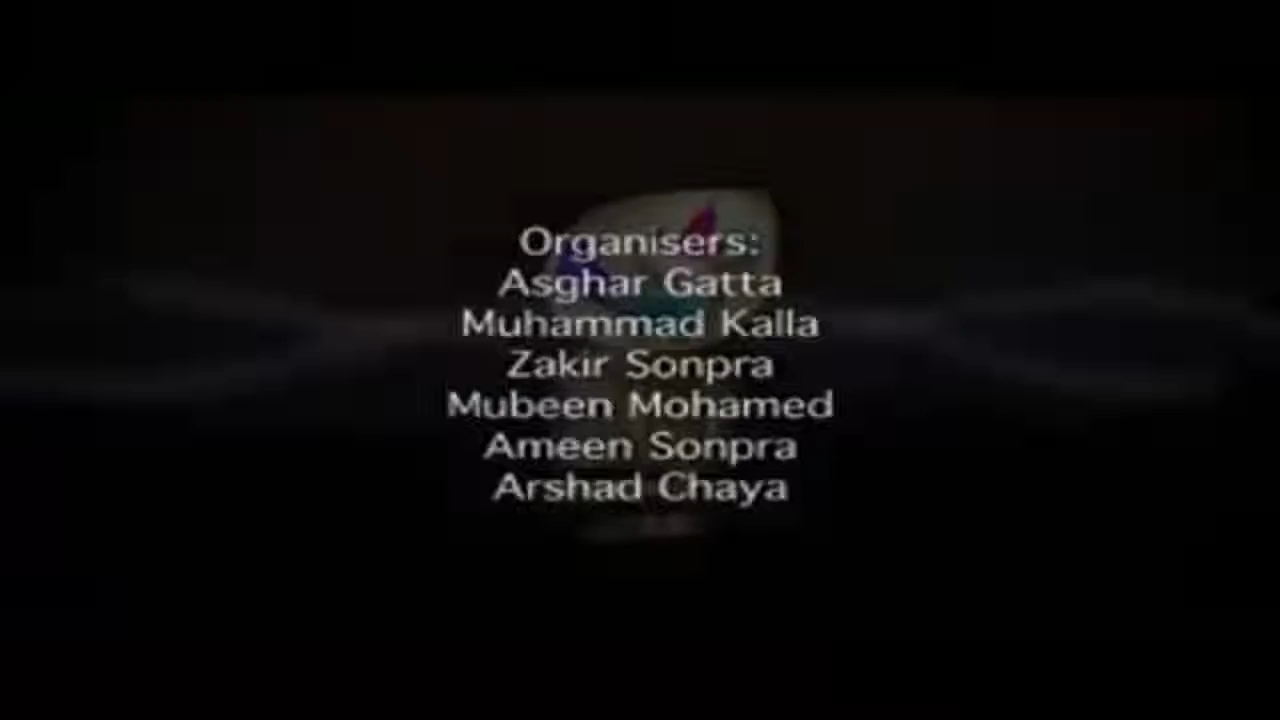 Organisers:
Asghar Gatta
Muhammad Kalla
Zakir Sonpra
Mubeen Mohamed
Ameen Sonpra
Arshad Chaya